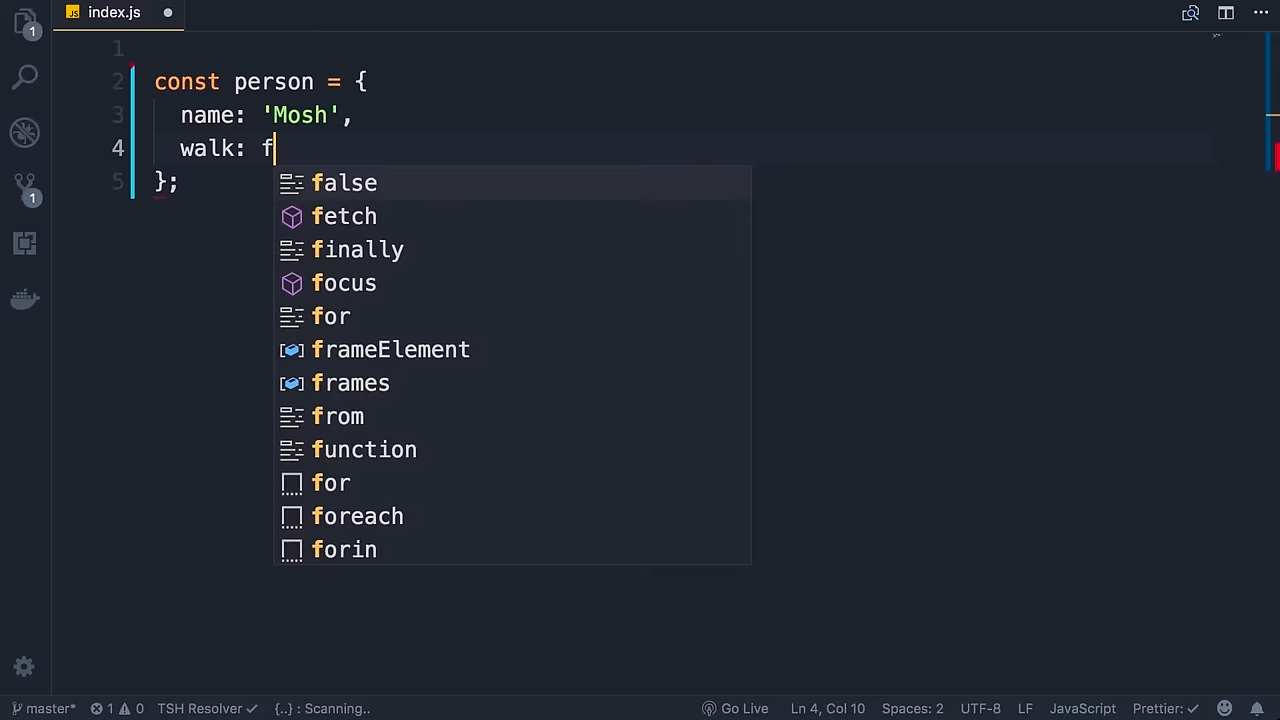 index.js
1
1 
2 const person = {
3 name: 'Mosh',
4 walk: f
5 };
false
fetch
finally
focus
for
frameElement
frames
from
function
for
foreach
forin
1
master* 1 0 TSH Resolver {..} : Scanning.. Go Live Ln 4, Col 10 Spaces: 2 UTF-8 LF JavaScript Prettier: